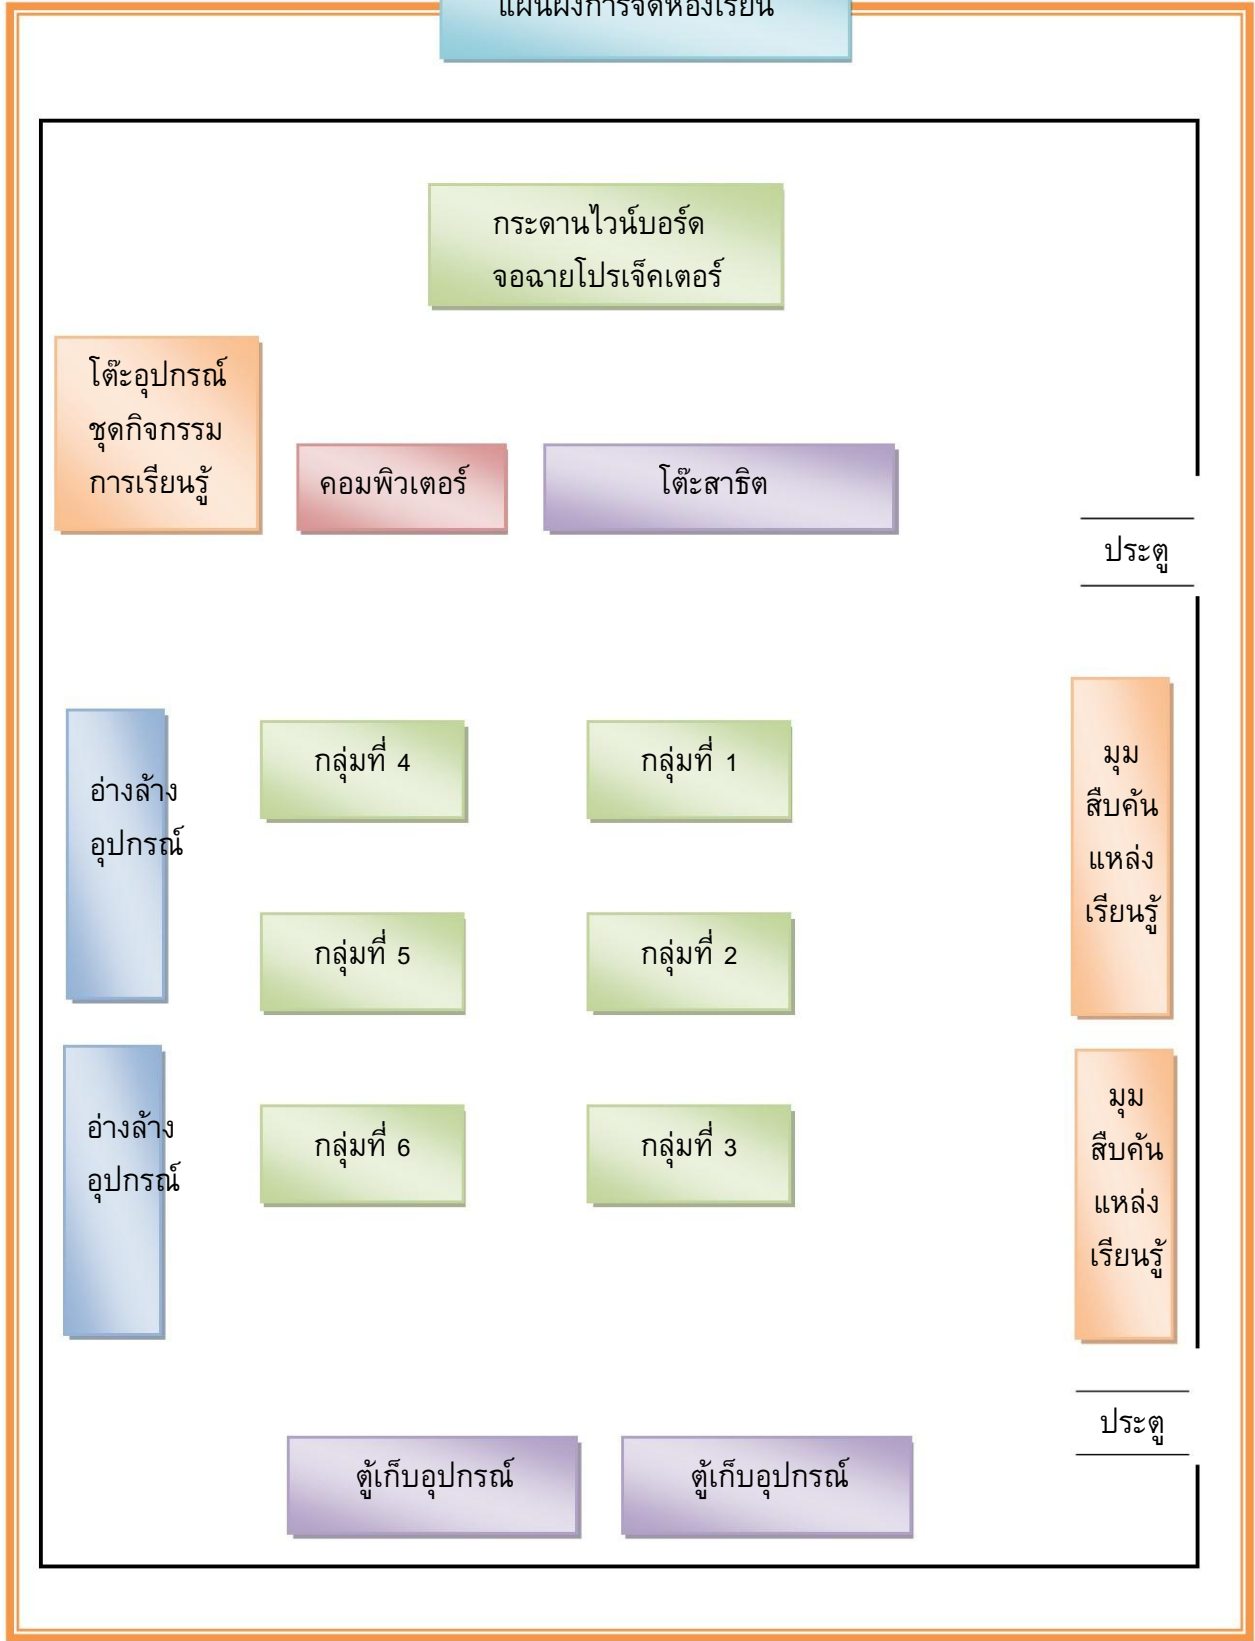 แผนผังการจัดห้องเรียน
กระดานไวน์บอร์ด
จอฉายโปรเจ็คเตอร์
โต๊ะอุปกรณ์
ชุดกิจกรรม
การเรียนรู้
คอมพิวเตอร์
โต๊ะสาธิต
ประตู
อ่างล้าง
อุปกรณ์
กลุ่มที่ 4
กลุ่มที่ 1
มุม
สืบค้น
แหล่ง
เรียนรู้
กลุ่มที่ 5
กลุ่มที่ 2
อ่างล้าง
อุปกรณ์
กลุ่มที่ 6
กลุ่มที่ 3
มุม
สืบค้น
แหล่ง
เรียนรู้
ประตู
ตู้เก็บอุปกรณ์
ตู้เก็บอุปกรณ์